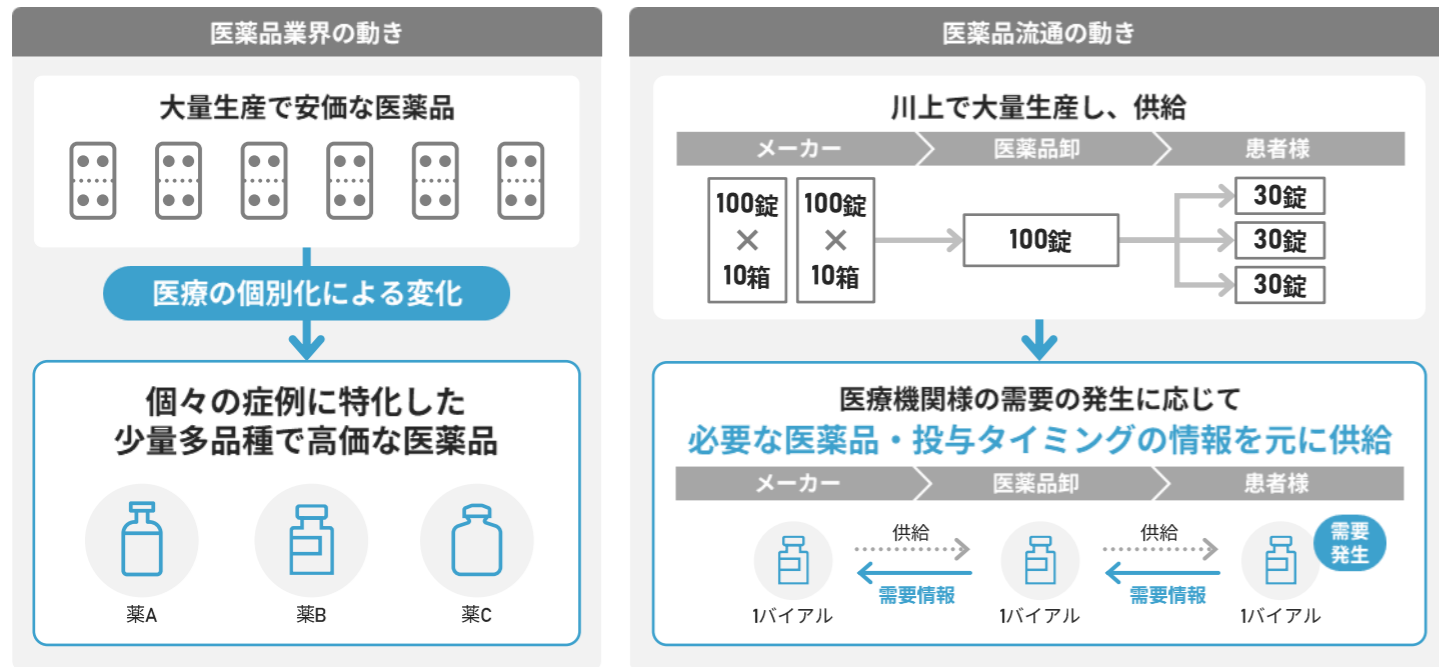 医薬品業界の動き
大量生産で安価な医薬品
医療の個別化による変化
個々の症例に特化した
少量多品種で高価な医薬品
薬A
薬B
薬C
医薬品流通の動き
川上で大量生産し、供給
メーカー
医薬品卸
患者様
100錠
×
10箱
100錠
×
10箱
100錠
30錠
30錠
30錠
医療機関様の需要の発生に応じて
必要な医薬品・投与タイミングの情報を元に供給
メーカー
医薬品卸
患者様
供給
需要情報
供給
需要情報
需要
発生
1バイアル
1バイアル
1バイアル